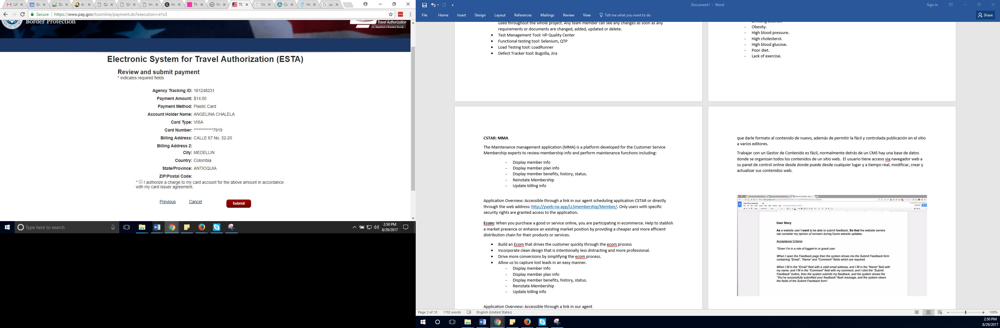 Lif
29 Gr
Dc
A
Q/
G/
Hc
Hc
Th
Vis
TC
Vis
Cc
He
us
Secure https://www.pay.gov/tcsonline/payment.do?execution=e1s3
Border Protection
Travel Authorization
U.S. Department of Homeland Security
Electronic System for Travel Authorization (ESTA)
Review and submit payment
* indicates required fields
Agency Tracking ID: 181248231
Payment Amount: $14.00
Payment Method: Plastic Card
Account Holder Name: ANGELINA CHALELA
Card Type: VISA
Card Number: ************7919
Billing Address: CALLE 67 No. 52-20
Billing Address 2:
City: MEDELLIN
Country: Colombia
State/Province: ANTIOQUIA
ZIP/Postal Code:
* I authorize a charge to my card account for the above amount in accordance
with my card issuer agreement.
Previous Cancel Submit
Type here to search
2:50 PM
8/29/2017
Document1 - Word
Sign in
File Home Insert Design Layout References Mailings Review View Tell me what you want to do
Share
used throughout the whole project. Any team member can see any changes as soon as any
requirements or documents are changed, added, updated or delete.
• Test Management Tool: HP Quality Center
• Functional testing tool: Selenium, QTP
• Load Testing tool: LoadRunner
• Defect Tracker tool: Bugzilla, Jira
- Drinking alcohol.
- Obesity.
- High blood pressure.
- High cholesterol.
- High blood glucose.
- Poor diet.
- Lack of exercise.
CSTAR: MMA
The Maintenance management application (MMA) is a platform developed for the Customer Service
Membership experts to review membership info and perform maintenance functions including:
- Display member info
- Display member plan info
- Display member benefits, history, status.
- Reinstate Membership
- Update billing info
Application Overview: Accessible through a link in our agent scheduling application CSTAR or directly
through the web address: http://yweb-na-app/LLSmembership/Member/. Only users with specific
security rights are granted access to the application.
Ecom: When you purchase a good or service online, you are participating in ecommerce. Help to stablish
a market presence or enhance an existing market position by providing a cheaper and more efficient
distribution chain for their products or services.
• Build an Ecom that drives the customer quickly through the ecom process
• Incorporate clean design that is intentionally less distracting and more professional.
• Drive more conversions by simplifying the ecom process.
• Allow us to capture lost leads in an easy manner.
- Display member info
- Display member plan info
- Display member benefits, history, status.
- Reinstate Membership
- Update billing info
Application Overview: Accessible through a link in our agent
que darle formato al contenido de nuevo, además de permitir la fácil y controlada publicación en el sitio
a varios editores.
Trabajar con un Gestor de Contenido es fácil, normalmente detrás de un CMS hay una base de datos
donde se organizan todos los contenidos de un sitio web. El usuario tiene acceso via navegador web a
su panel de control online desde donde puede desde cualquier lugar y a tiempo real, modificar, crear y
actualizar sus contenidos web.
User Story example
User Story
As a website user I want to be able to submit feedback, So that the website owners
can consider my opinion or concern during future website updates.
Acceptance Criteria:
"Given I'm in a role of logged-in or guest user
When I open the Feedback page then the system shows me the Submit Feedback form
containing "Email", "Name" and "Comment" fields which are required.
When I fill in the "Email" field with a valid email address, and I fill in the "Name" field with
my name, and I fill in the "Comment" field with my comment, and I click the "Submit
Feedback" button, then the system submits my feedback, and the system shows the
"You've successfully submitted your feedback" flash message, and the system clears
the fields of the Submit Feedback form".
Page 3 of 10 1702 words English (United States)
100%
2:50 PM
8/29/2017